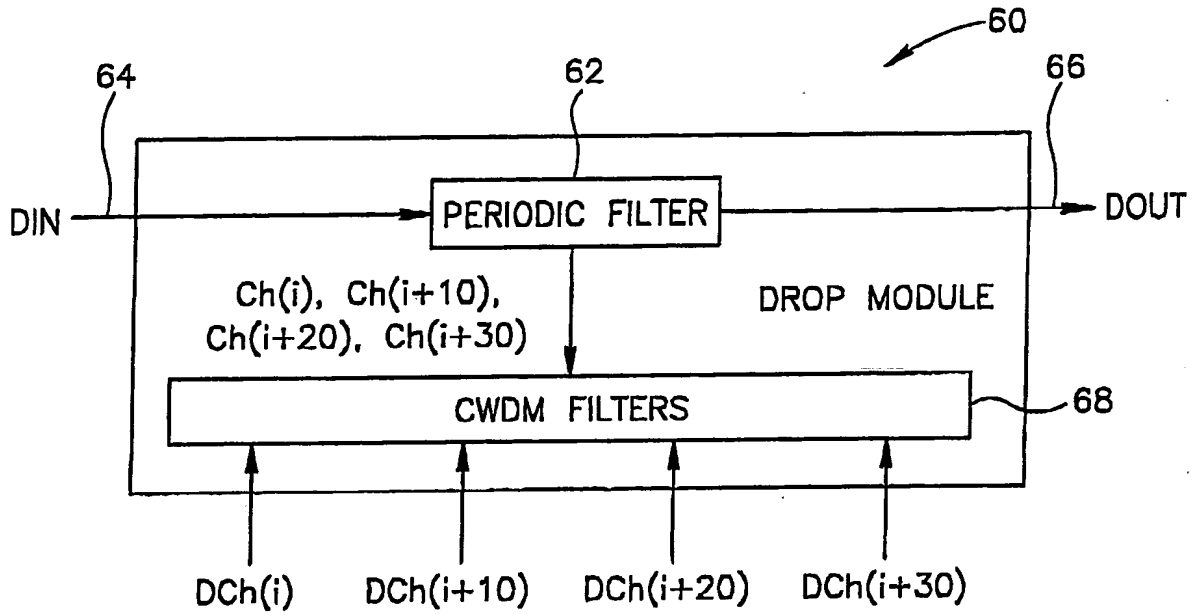 60
64
62
66
DIN
PERIODIC FILTER
DOUT
Ch(i), Ch(i+10),
Ch(i+20), Ch(i+30)
DROP MODULE
CWDM FILTERS
68
DCh(i)
DCh(i+10)
DCh(i+20)
DCh(i+30)